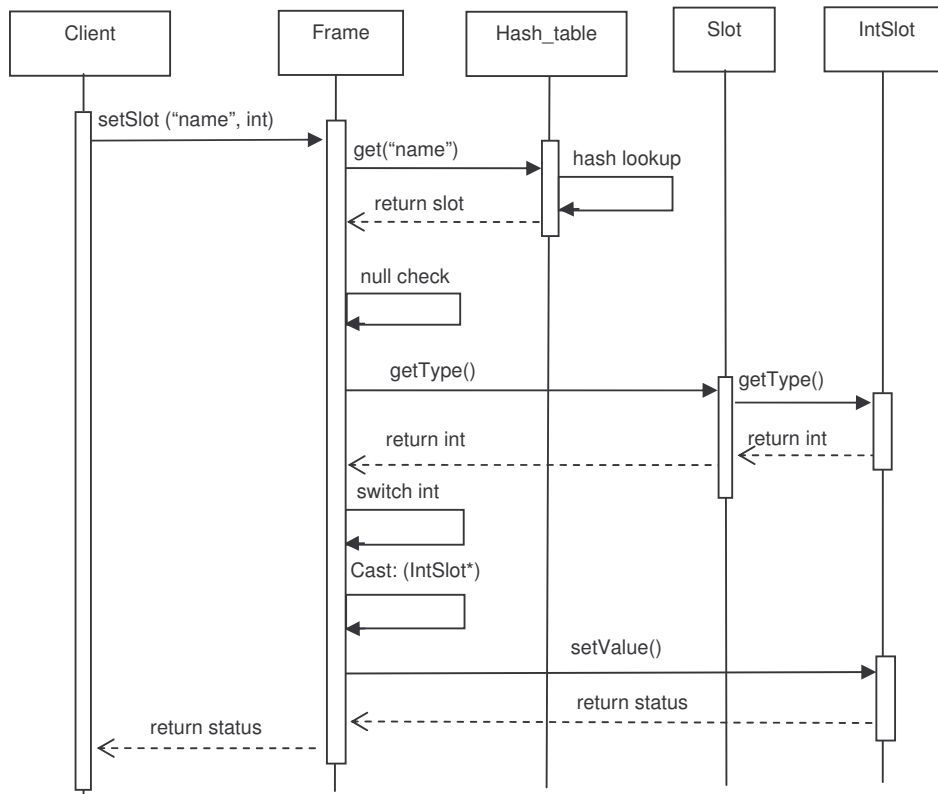 Client
Frame
Hash_table
Slot
IntSlot
setSlot (“name”, int)
get(“name”)
hash lookup
return slot
null check
getType()
getType()
return int
return int
switch int
Cast: (IntSlot*)
setValue()
return status
return status